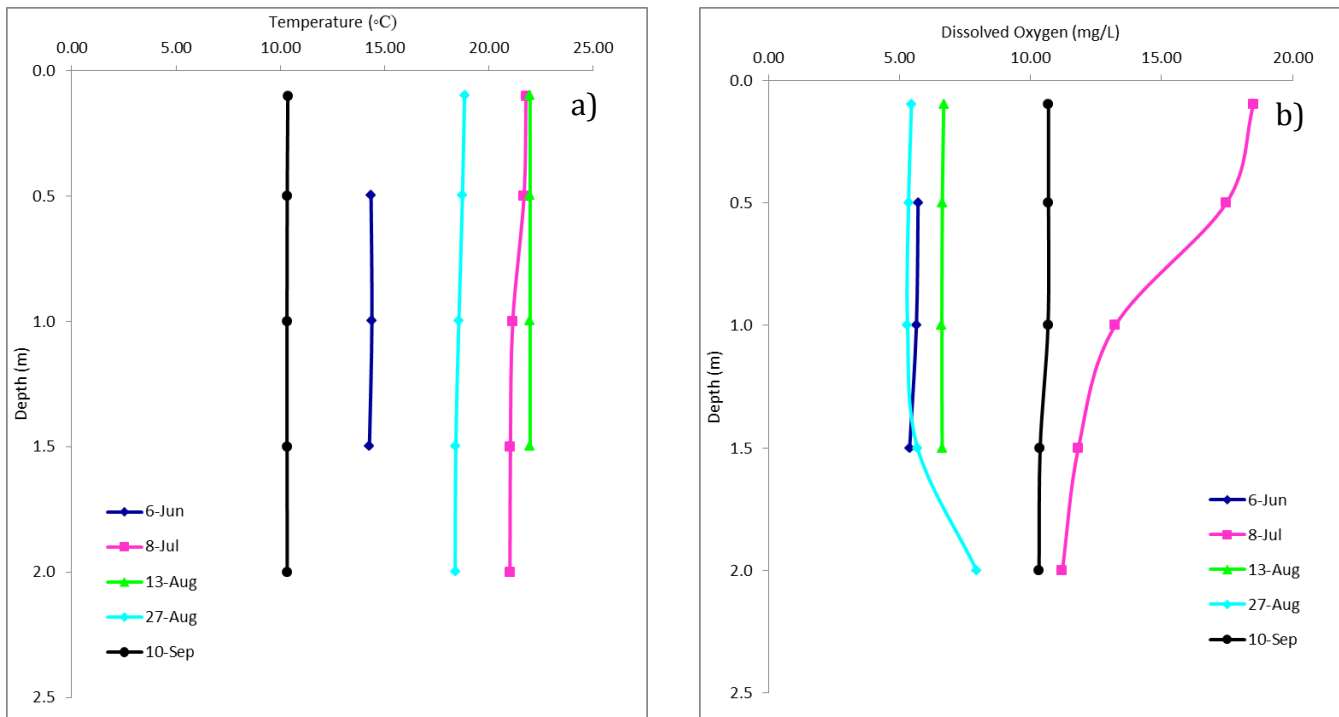 Temperature (◦C)
0.00 5.00 10.00 15.00 20.00 25.00
0.0
0.5
1.0
1.5
2.0
2.5
Depth (m)
a)
6-Jun
8-Jul
13-Aug
27-Aug
10-Sep
Dissolved Oxygen (mg/L)
0.00 5.00 10.00 15.00 20.00
0.0
0.5
1.0
1.5
2.0
2.5
Depth (m)
b)
6-Jun
8-Jul
13-Aug
27-Aug
10-Sep